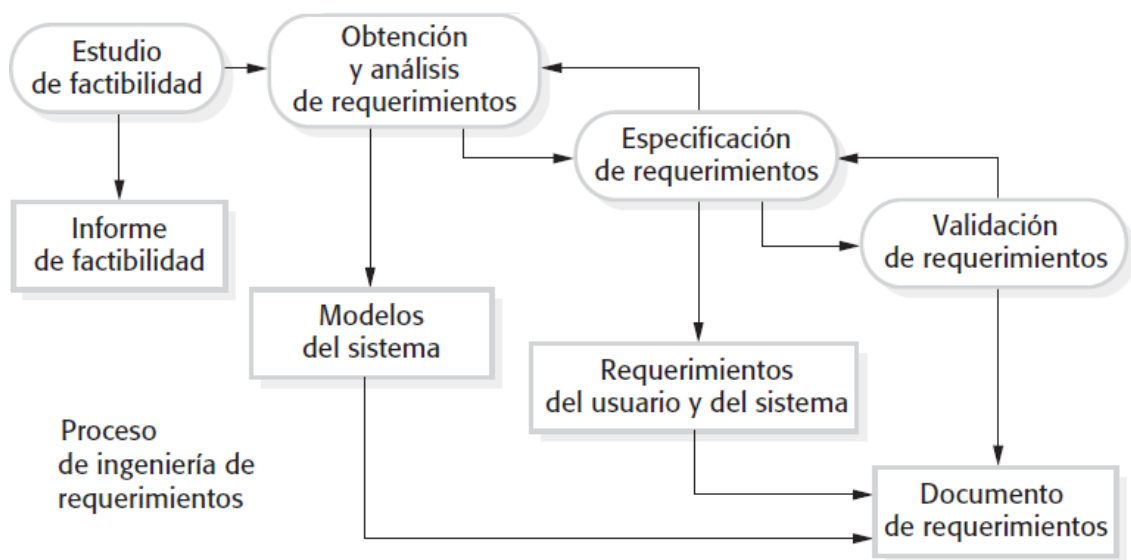 Estudio
de factibilidad
Obtención
y análisis
de requerimientos
Especificación
de requerimientos
Validación
de requerimientos
Informe
de factibilidad
Modelos
del sistema
Requerimientos
del usuario y del sistema
Documento
de requerimientos
Proceso
de ingeniería de
requerimientos